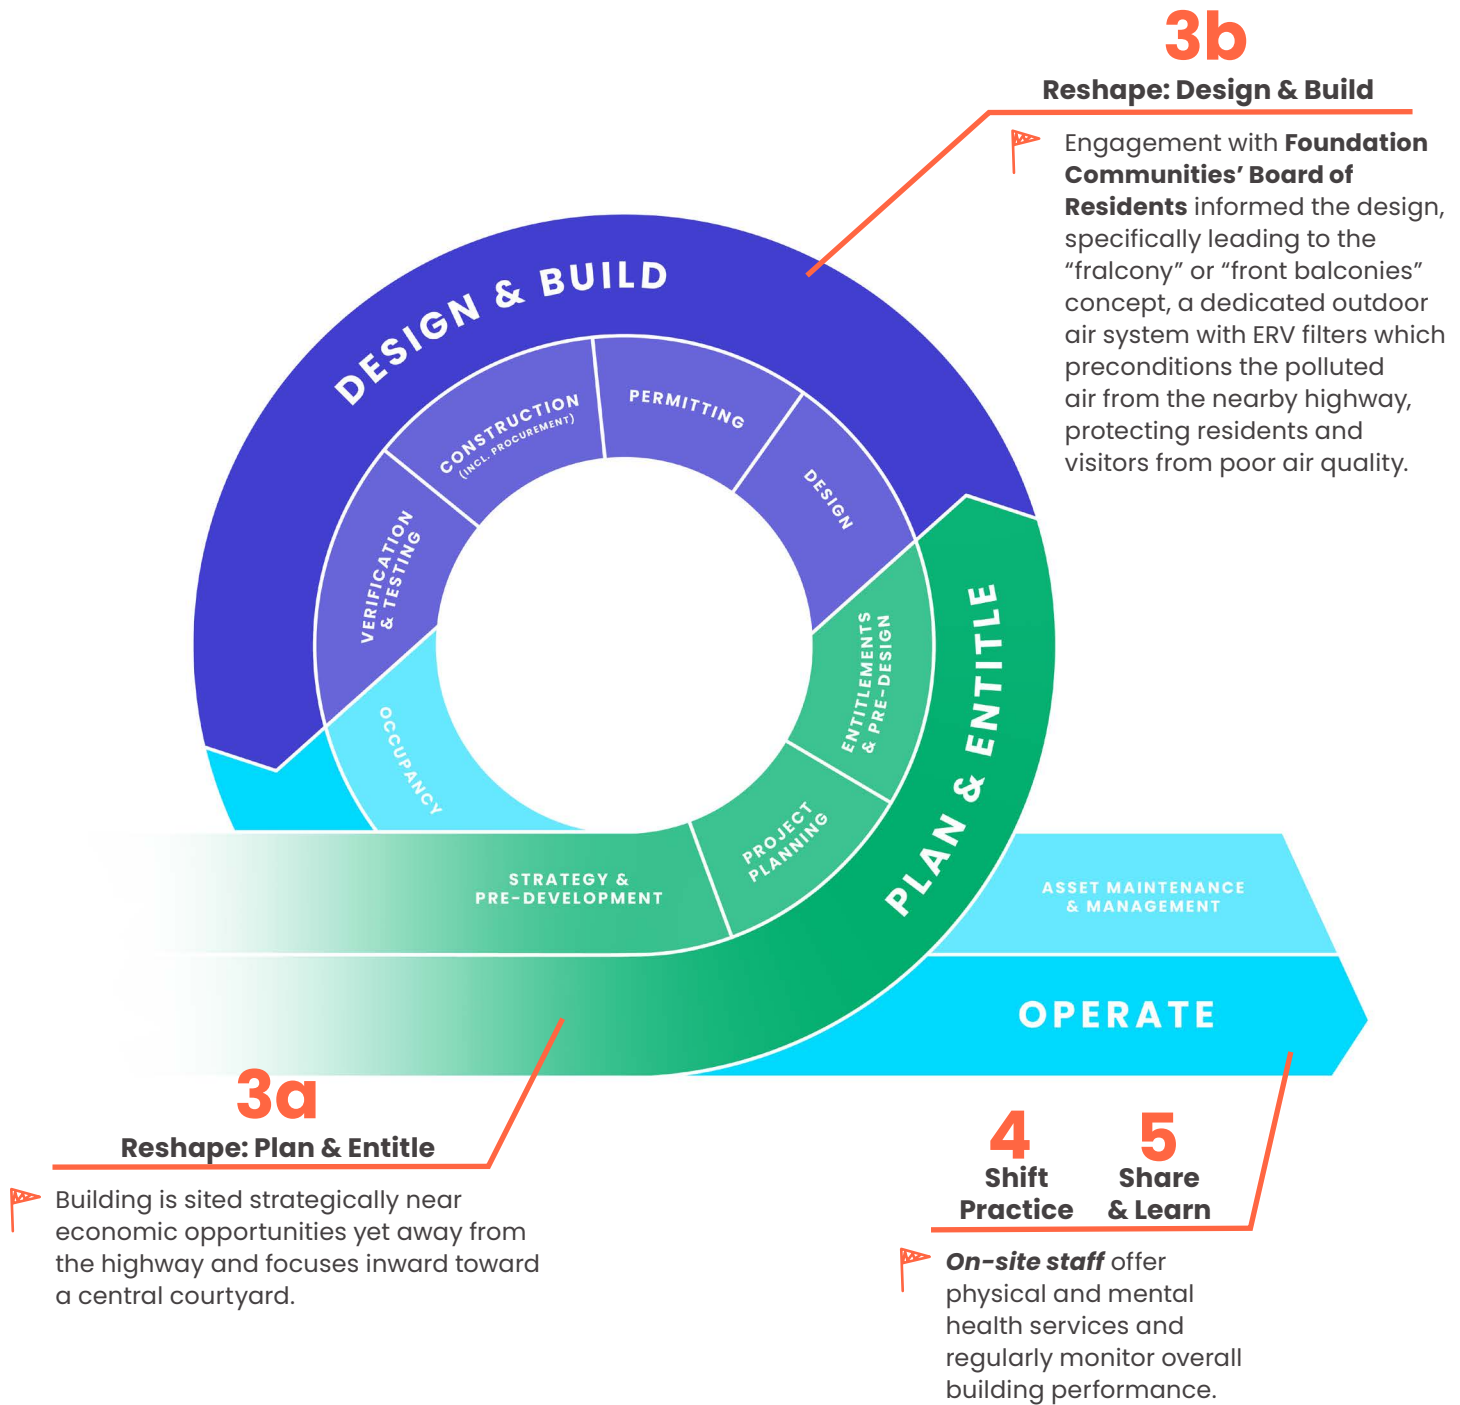 3b
Reshape: Design & Build
Engagement with Foundation
Communities’ Board of
Residents informed the design,
specifically leading to the
“fralcony” or “front balconies”
concept, a dedicated outdoor
air system with ERV filters which
preconditions the polluted
air from the nearby highway,
protecting residents and
visitors from poor air quality.
DESIGN & BUILD
CONSTRUCTION
(INCL. PROCUREMENT)
PERMITTING
DESIGN
VERIFICATION
& TESTING
OCCUPANCY
ENTITLEMENTS
& PRE-DESIGN
PLAN & ENTITLE
PROJECT
PLANNING
STRATEGY &
PRE-DEVELOPMENT
ASSET MAINTENANCE
& MANAGEMENT
OPERATE
3a
Reshape: Plan & Entitle
Building is sited strategically near
economic opportunities yet away from
the highway and focuses inward toward
a central courtyard.
4
Shift
Practice
5
Share
& Learn
On-site staff offer
physical and mental
health services and
regularly monitor overall
building performance.